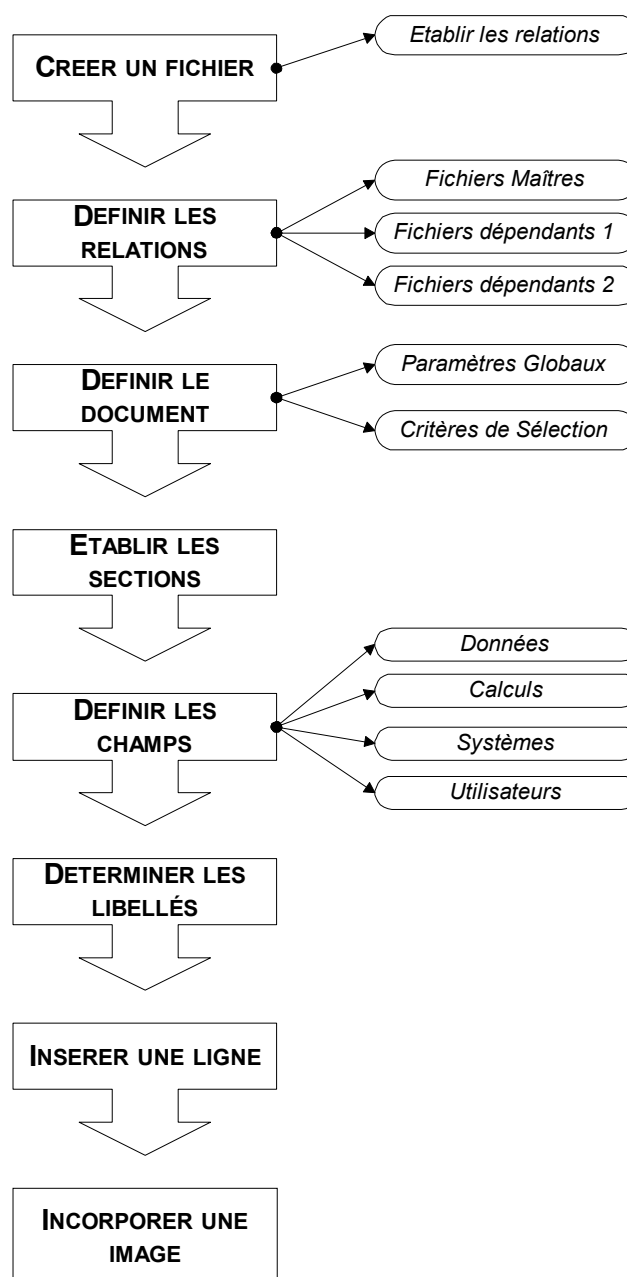 CREER UN FICHIER
Etablir les relations
DEFINIR LES
RELATIONS
Fichiers Maîtres
Fichiers dépendants 1
Fichiers dépendants 2
DEFINIR LE
DOCUMENT
Paramètres Globaux
Critères de Sélection
ETABLIR LES
SECTIONS
DEFINIR LES
CHAMPS
Données
Calculs
Systèmes
Utilisateurs
DETERMINER LES
LIBELLÉS
INSERER UNE LIGNE
INCORPORER UNE
IMAGE